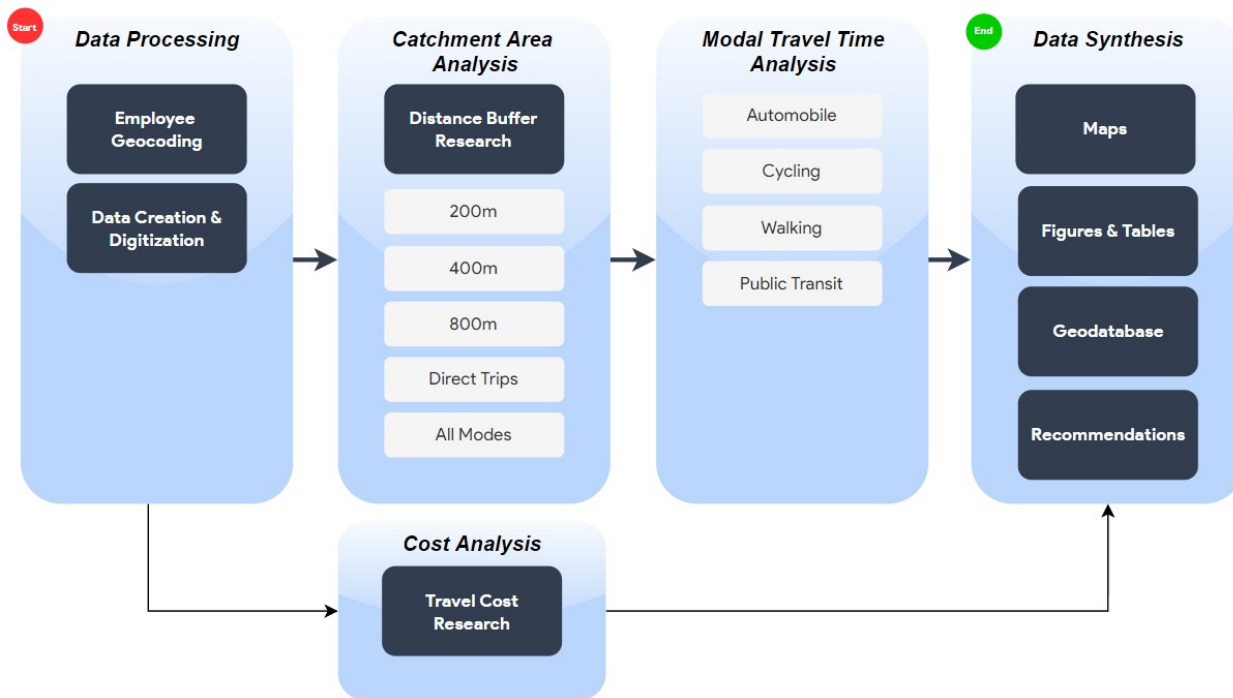 Start
Data Processing
Employee
Geocoding
Data Creation &
Digitization
Catchment Area
Analysis
Distance Buffer
Research
200m
400m
800m
Direct Trips
All Modes
Modal Travel Time
Analysis
Automobile
Cycling
Walking
Public Transit
End
Data Synthesis
Maps
Figures & Tables
Geodatabase
Recommendations
Cost Analysis
Travel Cost
Research